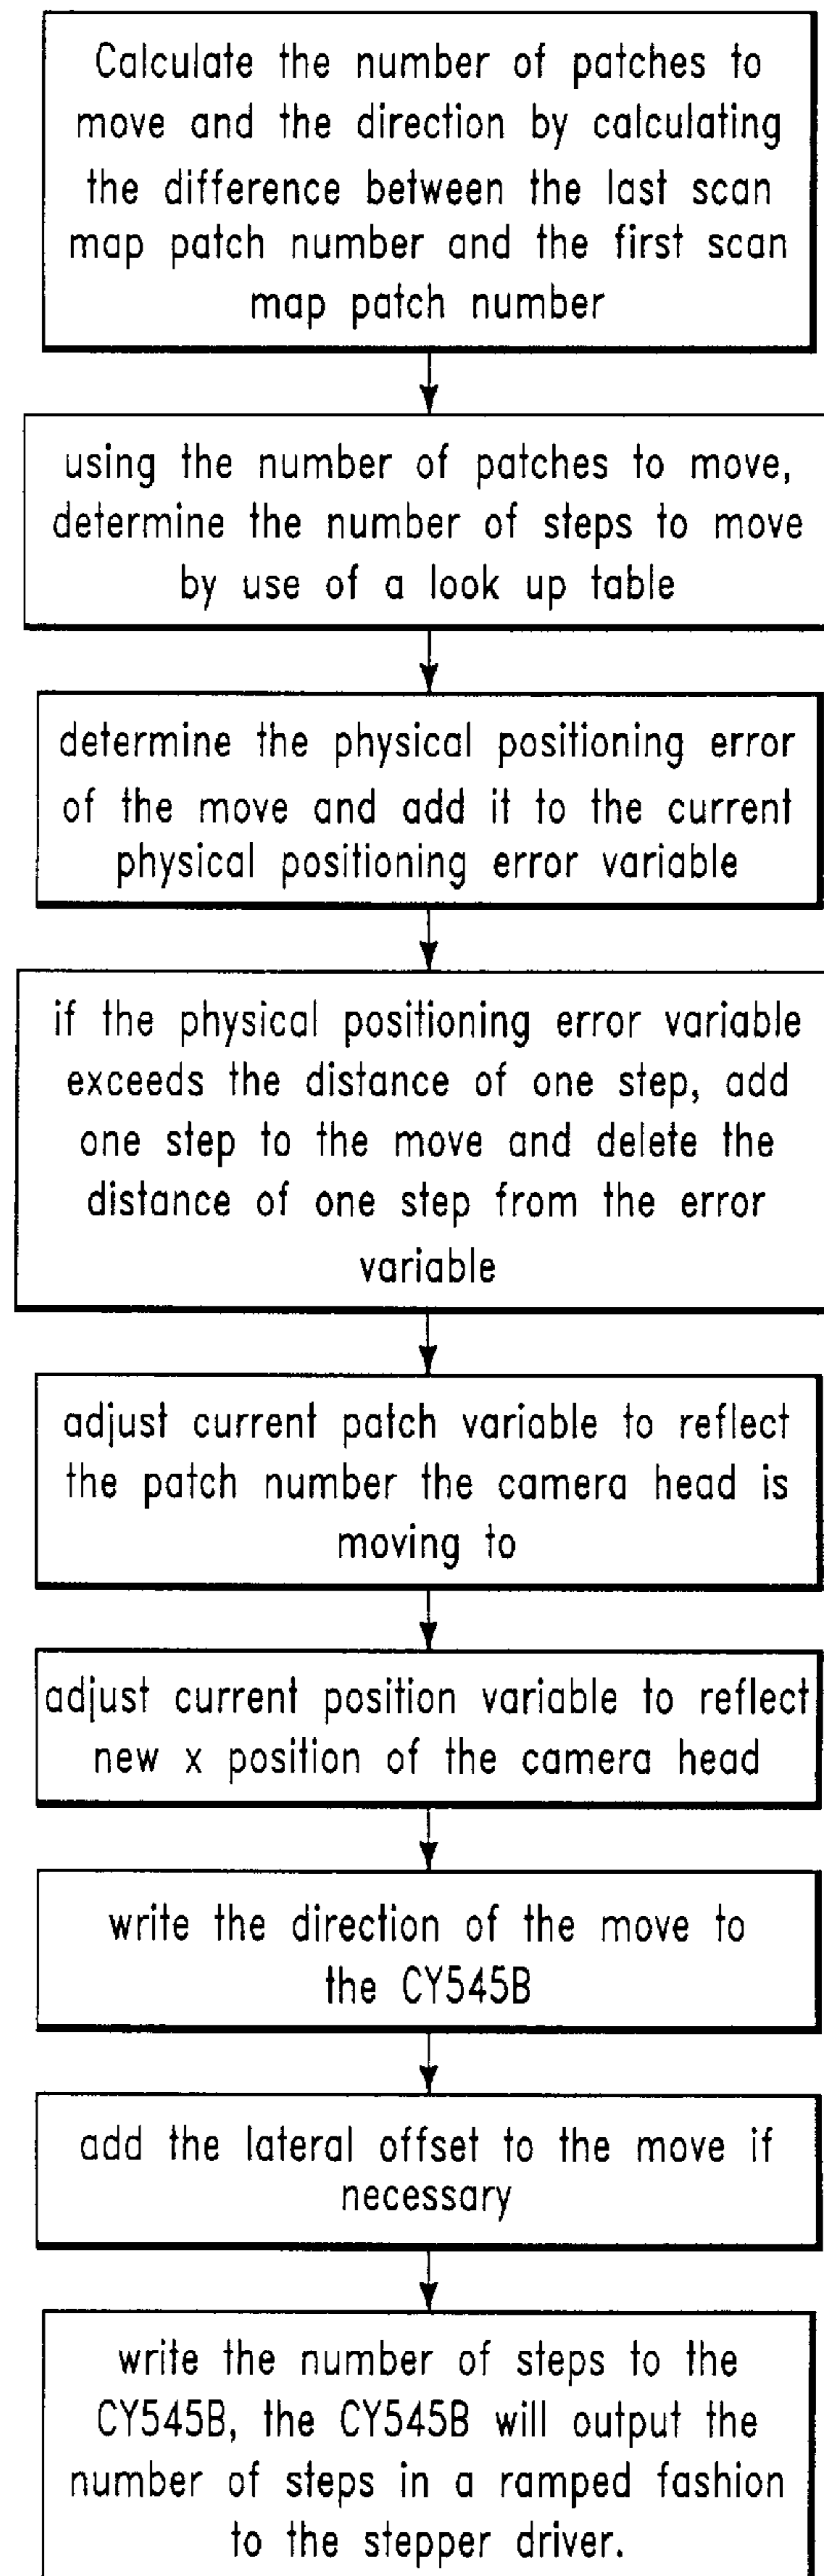 Calculate the number of patches to
move and the direction by calculating
the difference between the last scan
map patch number and the first scan
map patch number
using the number of patches to move,
determine the number of steps to move
by use of a look up table
determine the physical positioning error
of the move and add it to the current
physical positioning error variable
if the physical positioning error variable
exceeds the distance of one step, add
one step to the move and delete the
distance of one step from the error
variable
adjust current patch variable to reflect
the patch number the camera head is
moving to
adjust current position variable to reflect
new x position of the camera head
write the direction of the move to
the CY545B
add the lateral offset to the move if
necessary
write the number of steps to the
CY545B, the CY545B will output the
number of steps in a ramped fashion
to the stepper driver.